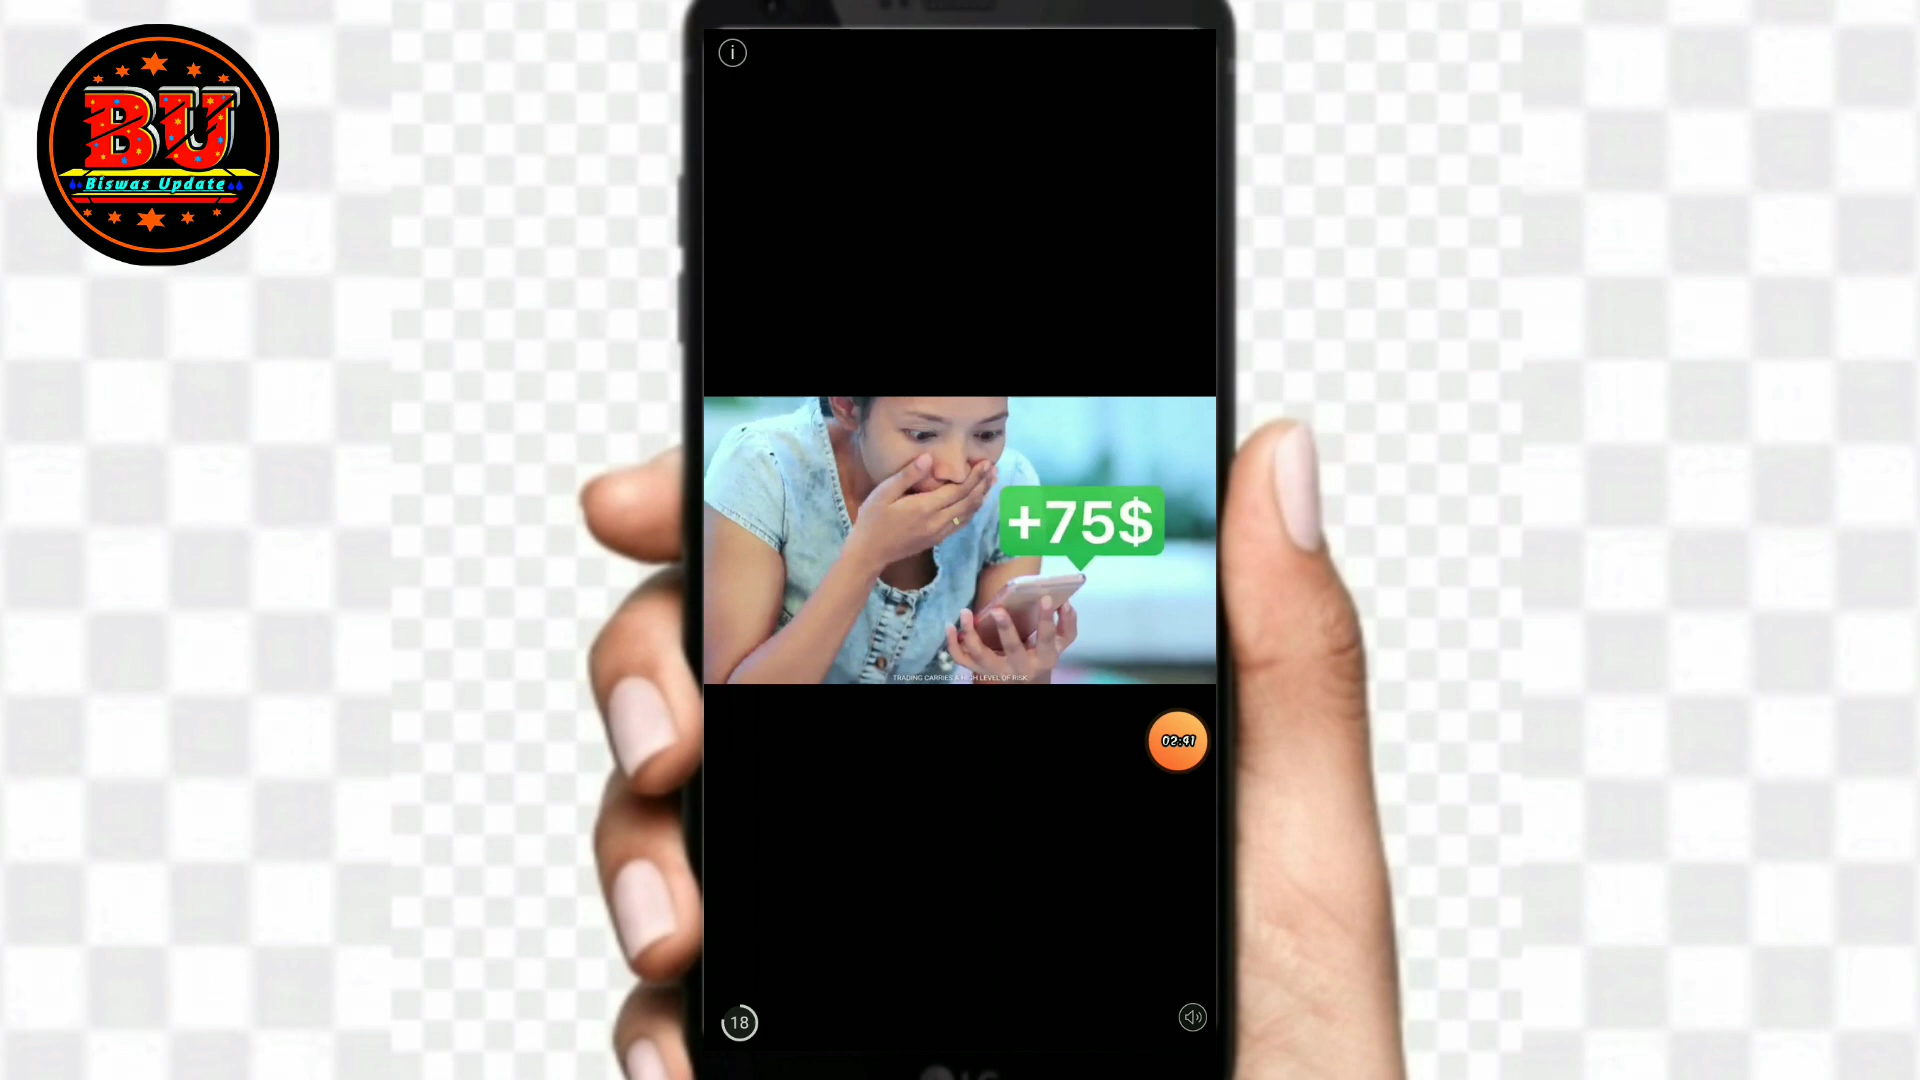 BU
Biswas Update
i
+75$
TRADING CARRIES A HIGH LEVEL OF RISK
02:41
18